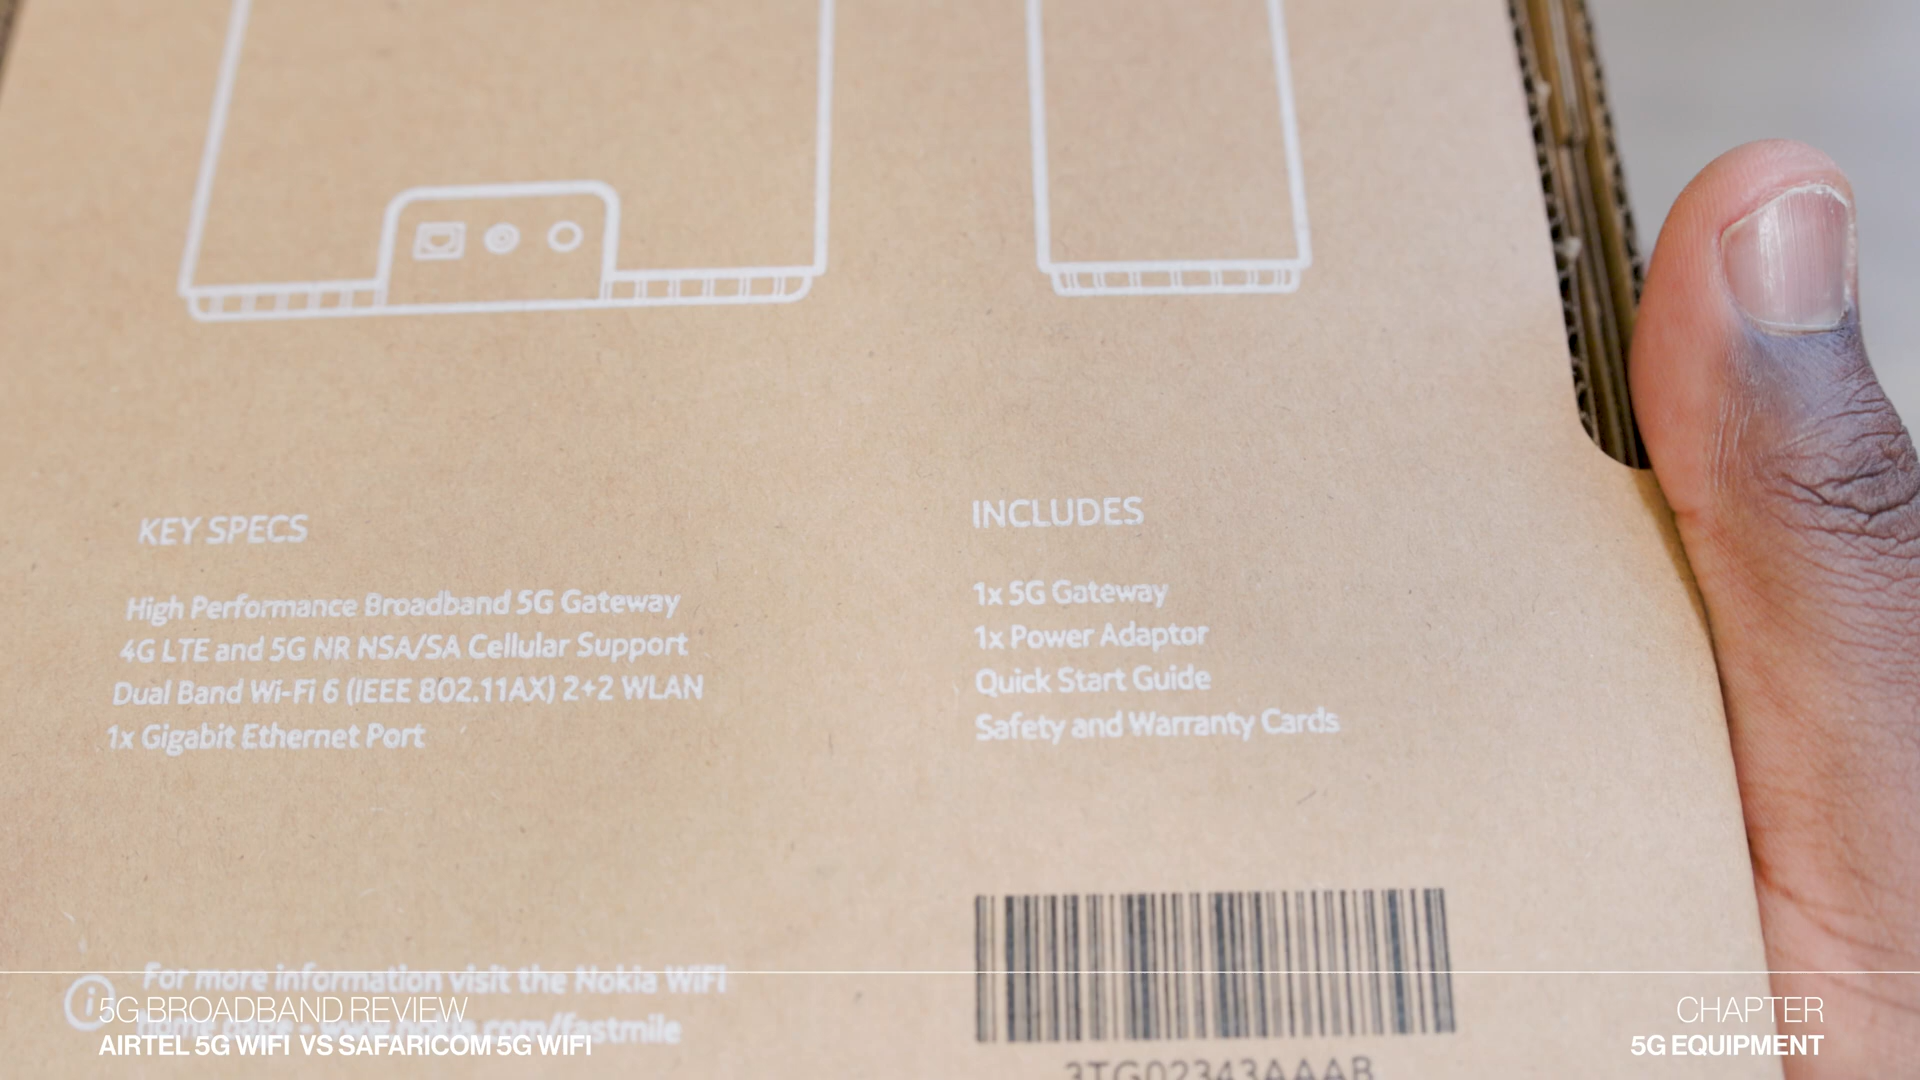 KEY SPECS
High Performance Broadband 5G Gateway
4G LTE and 5G NR NSA/SA Cellular Support
Dual Band Wi-Fi 6 (IEEE 802.11AX) 2+2 WLAN
1x Gigabit Ethernet Port
INCLUDES
1x 5G Gateway
1x Power Adaptor
Quick Start Guide
Safety and Warranty Cards
For more information visit the Nokia WiFi
.com/fastmile
3TG02343AAAB
5G BROADBAND REVIEW
AIRTEL 5G WIFI VS SAFARICOM 5G WIFI
CHAPTER
5G EQUIPMENT